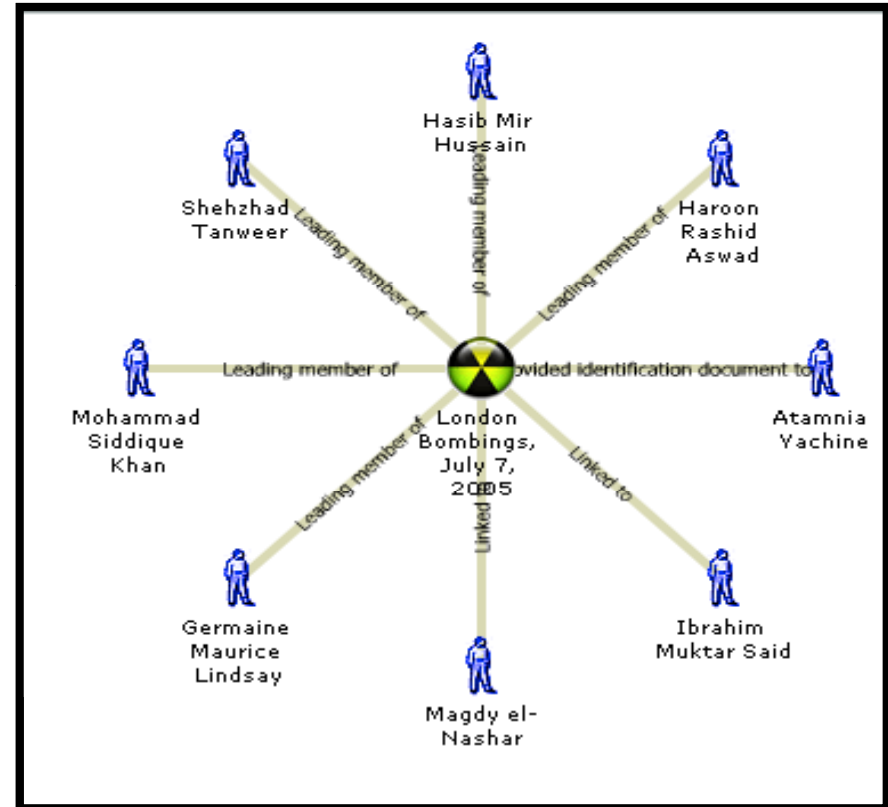 Hasib Mir
Hussain
Leading member of
Shehzhad
Tanweer
Leading member of
Haroon
Rashid
Aswad
Leading member of
Mohammad
Siddique
Khan
Leading member of
London
Bombings,
July 7,
2005
ovided identification document to
Atamnia
Yachine
Germaine
Maurice
Lindsay
Leading member of
Linked
Magdy el-
Nashar
Linked to
Ibrahim
Muktar Said